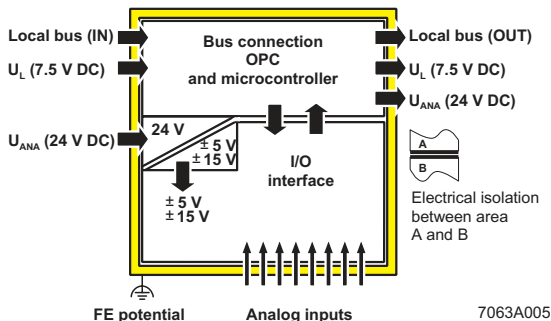 Local bus (IN)
Bus connection
OPC
and microcontroller
Local bus (OUT)
U_L (7.5 V DC)
U_L (7.5 V DC)
U_ANA (24 V DC)
U_ANA (24 V DC)
24 V
± 5 V
± 15 V
I/O
interface
± 5 V
± 15 V
A
B
Electrical isolation
between area
A and B
FE potential
Analog inputs
7063A005